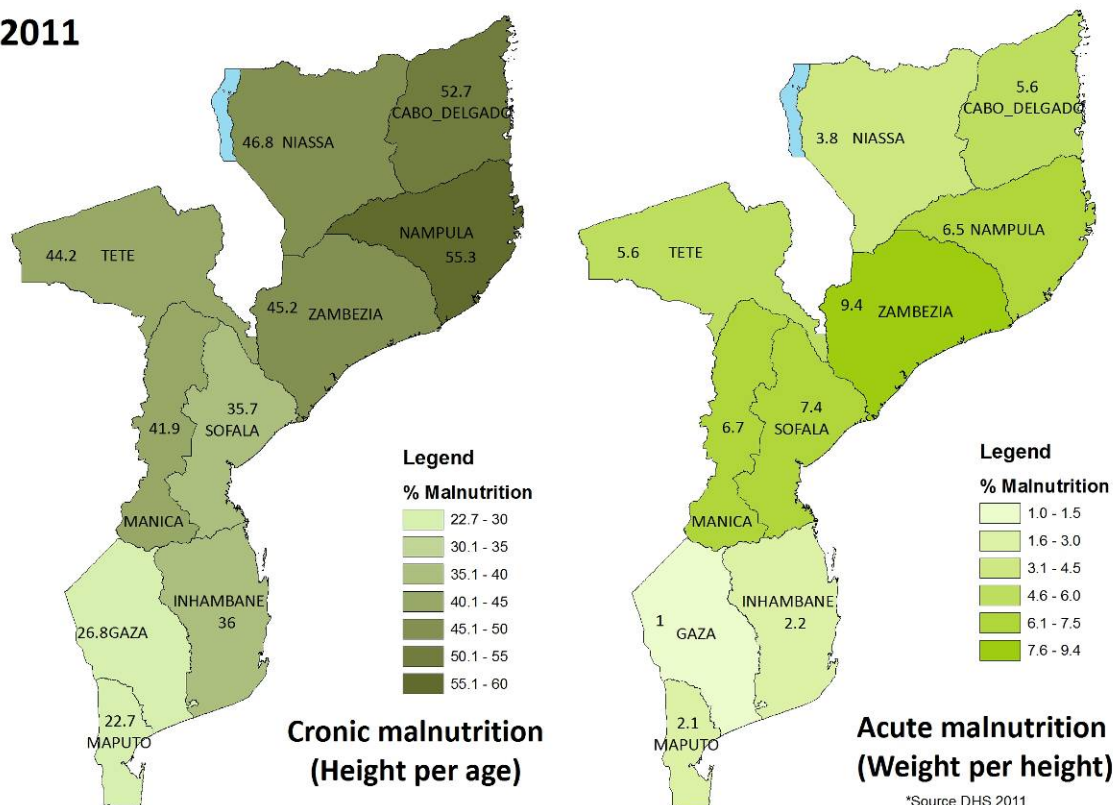 2011
52.7
CABO_DELGADO
46.8 NIASSA
NAMPULA
55.3
44.2 TETE
45.2 ZAMBEZIA
35.7
SOFALA
41.9
MANICA
INHAMBANE
36
26.8GAZA
22.7
MAPUTO
Legend
% Malnutrition
22.7 - 30
30.1 - 35
35.1 - 40
40.1 - 45
45.1 - 50
50.1 - 55
55.1 - 60
Cronic malnutrition
(Height per age)
5.6
CABO_DELGADO
3.8 NIASSA
6.5 NAMPULA
5.6 TETE
9.4
ZAMBEZIA
7.4
SOFALA
6.7
MANICA
INHAMBANE
2.2
1
GAZA
2.1
MAPUTO
Legend
% Malnutrition
1.0 - 1.5
1.6 - 3.0
3.1 - 4.5
4.6 - 6.0
6.1 - 7.5
7.6 - 9.4
Acute malnutrition
(Weight per height)
*Source DHS 2011